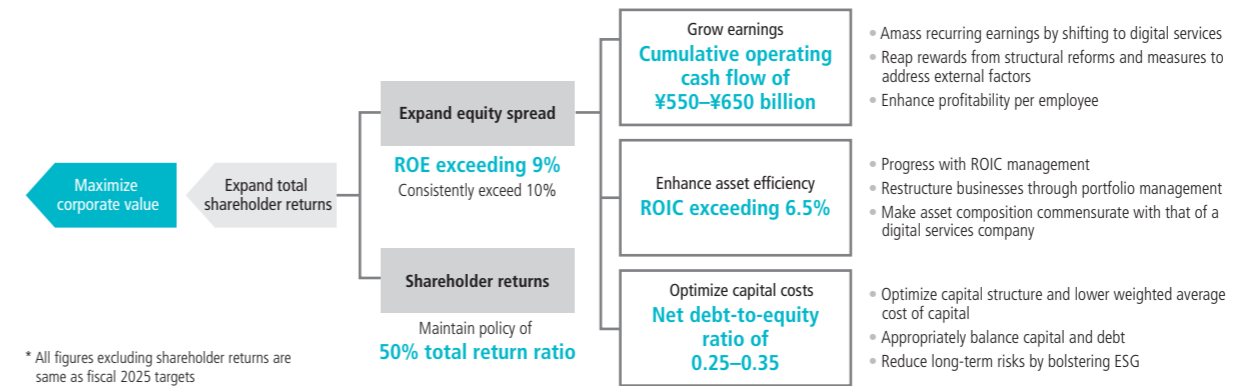 Maximize
corporate value
Expand total
shareholder returns
Expand equity spread
ROE exceeding 9%
Consistently exceed 10%
Shareholder returns
Maintain policy of
50% total return ratio
Grow earnings
Cumulative operating
cash flow of
¥550–¥650 billion
• Amass recurring earnings by shifting to digital services
• Reap rewards from structural reforms and measures to
address external factors
• Enhance profitability per employee
Enhance asset efficiency
ROIC exceeding 6.5%
• Progress with ROIC management
• Restructure businesses through portfolio management
• Make asset composition commensurate with that of a
digital services company
Optimize capital costs
Net debt-to-equity
ratio of
0.25–0.35
• Optimize capital structure and lower weighted average
cost of capital
• Appropriately balance capital and debt
• Reduce long-term risks by bolstering ESG
* All figures excluding shareholder returns are
same as fiscal 2025 targets